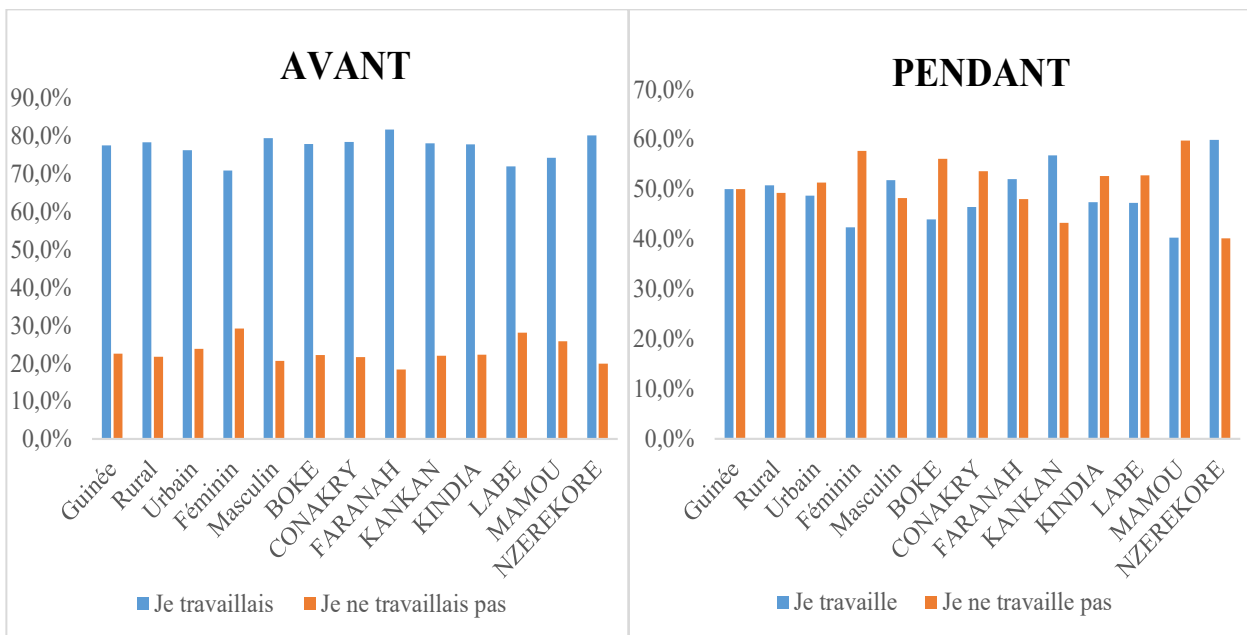 AVANT
90,0%
80,0%
70,0%
60,0%
50,0%
40,0%
30,0%
20,0%
10,0%
0,0%
Guinée
Rural
Urbain
Féminin
Masculin
BOKE
CONAKRY
FARANAH
KANKAN
KINDIA
LABE
MAMOU
NZEREKORE
Je travaillais
Je ne travaillais pas
PENDANT
70,0%
60,0%
50,0%
40,0%
30,0%
20,0%
10,0%
0,0%
Guinée
Rural
Urbain
Féminin
Masculin
BOKE
CONAKRY
FARANAH
KANKAN
KINDIA
LABE
MAMOU
NZEREKORE
Je travaille
Je ne travaille pas